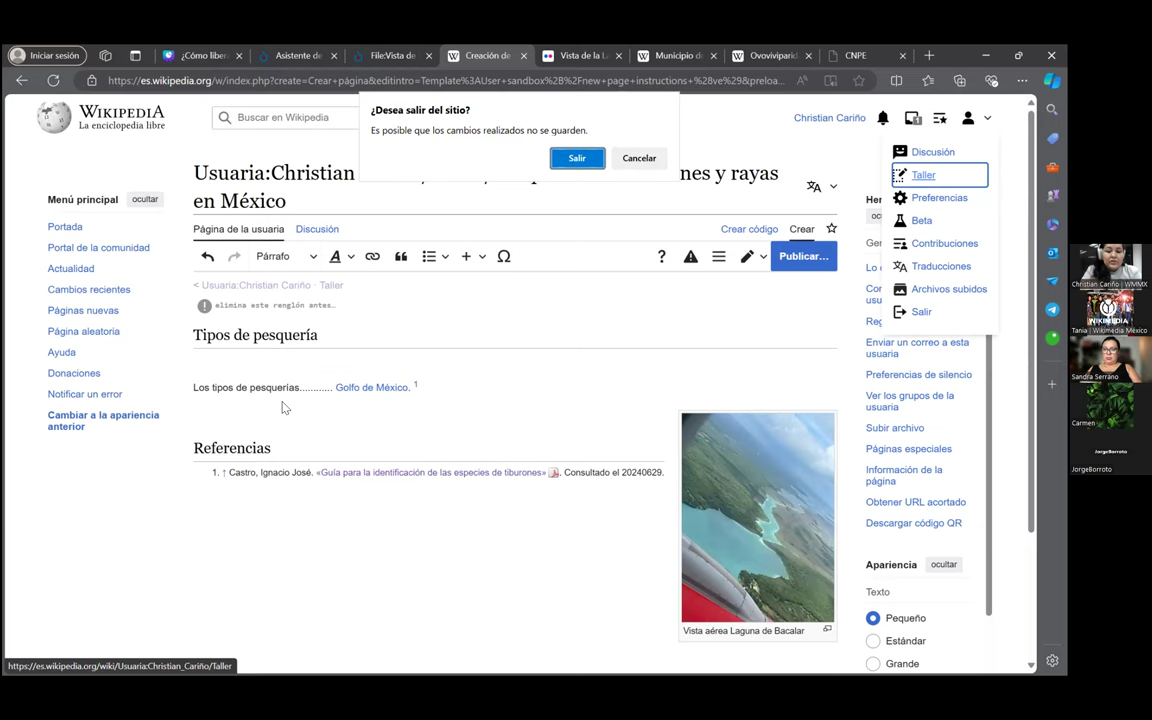 Iniciar sesión
¿Cómo liberar
Asistente de
File:Vista de
Creación de
Vista de la La
Municipio d
Ovoviviparid
CNPE
https://es.wikipedia.org/w/index.php?create=Crear+página&editintro=Template%3AUser+sandbox%2B%2Fnew+page+instructions+%28ve%29&preloa...
WIKIPEDIA
La enciclopedia libre
Buscar en Wikipedia
¿Desea salir del sitio?
Es posible que los cambios realizados no se guarden.
Salir
Cancelar
Christian Cariño
Discusión
Taller
Preferencias
Beta
Contribuciones
Traducciones
Archivos subidos
Salir
Menú principal
ocultar
Portada
Portal de la comunidad
Actualidad
Cambios recientes
Páginas nuevas
Página aleatoria
Ayuda
Donaciones
Notificar un error
Cambiar a la apariencia
anterior
Usuaria:Christian
nes y rayas
en México
Página de la usuaria
Discusión
Crear código
Crear
Párrafo
Publicar...
< Usuaria:Christian Cariño · Taller
elimina este renglón antes…
Tipos de pesquería
Los tipos de pesquerías............ Golfo de México. 1
Referencias
1. ↑ Castro, Ignacio José. «Guía para la identificación de las especies de tiburones» . Consultado el 20240629.
Vista aérea Laguna de Bacalar
Enviar un correo a esta
usuaria
Preferencias de silencio
Ver los grupos de la
usuaria
Subir archivo
Páginas especiales
Información de la
página
Obtener URL acortado
Descargar código QR
Apariencia
ocultar
Texto
Pequeño
Estándar
Grande
https://es.wikipedia.org/wiki/Usuaria:Christian_Cariño/Taller
Christian Cariño | WMMX
WIKIMEDIA
Tania | Wikimedia México
Sandra Serrano
Carmen
JorgeBorroto
JorgeBorroto